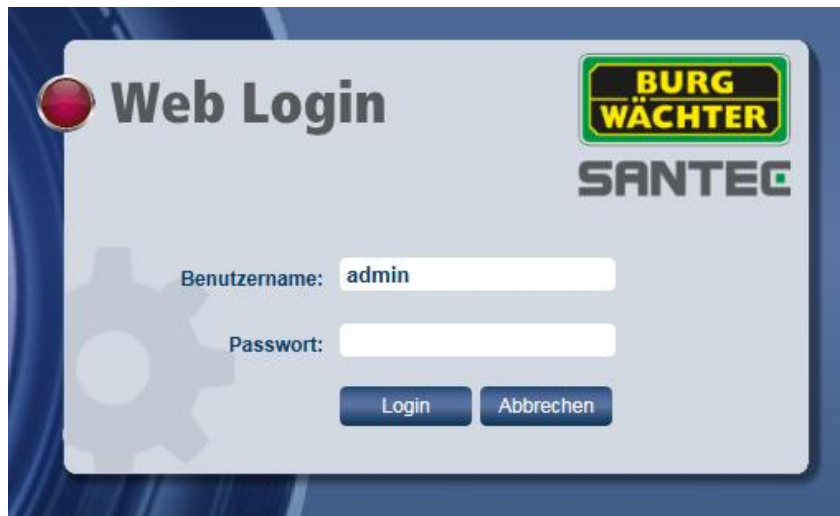 Web Login
BURG
WÄCHTER
SANTEC
Benutzername: admin
Passwort:
Login Abbrechen